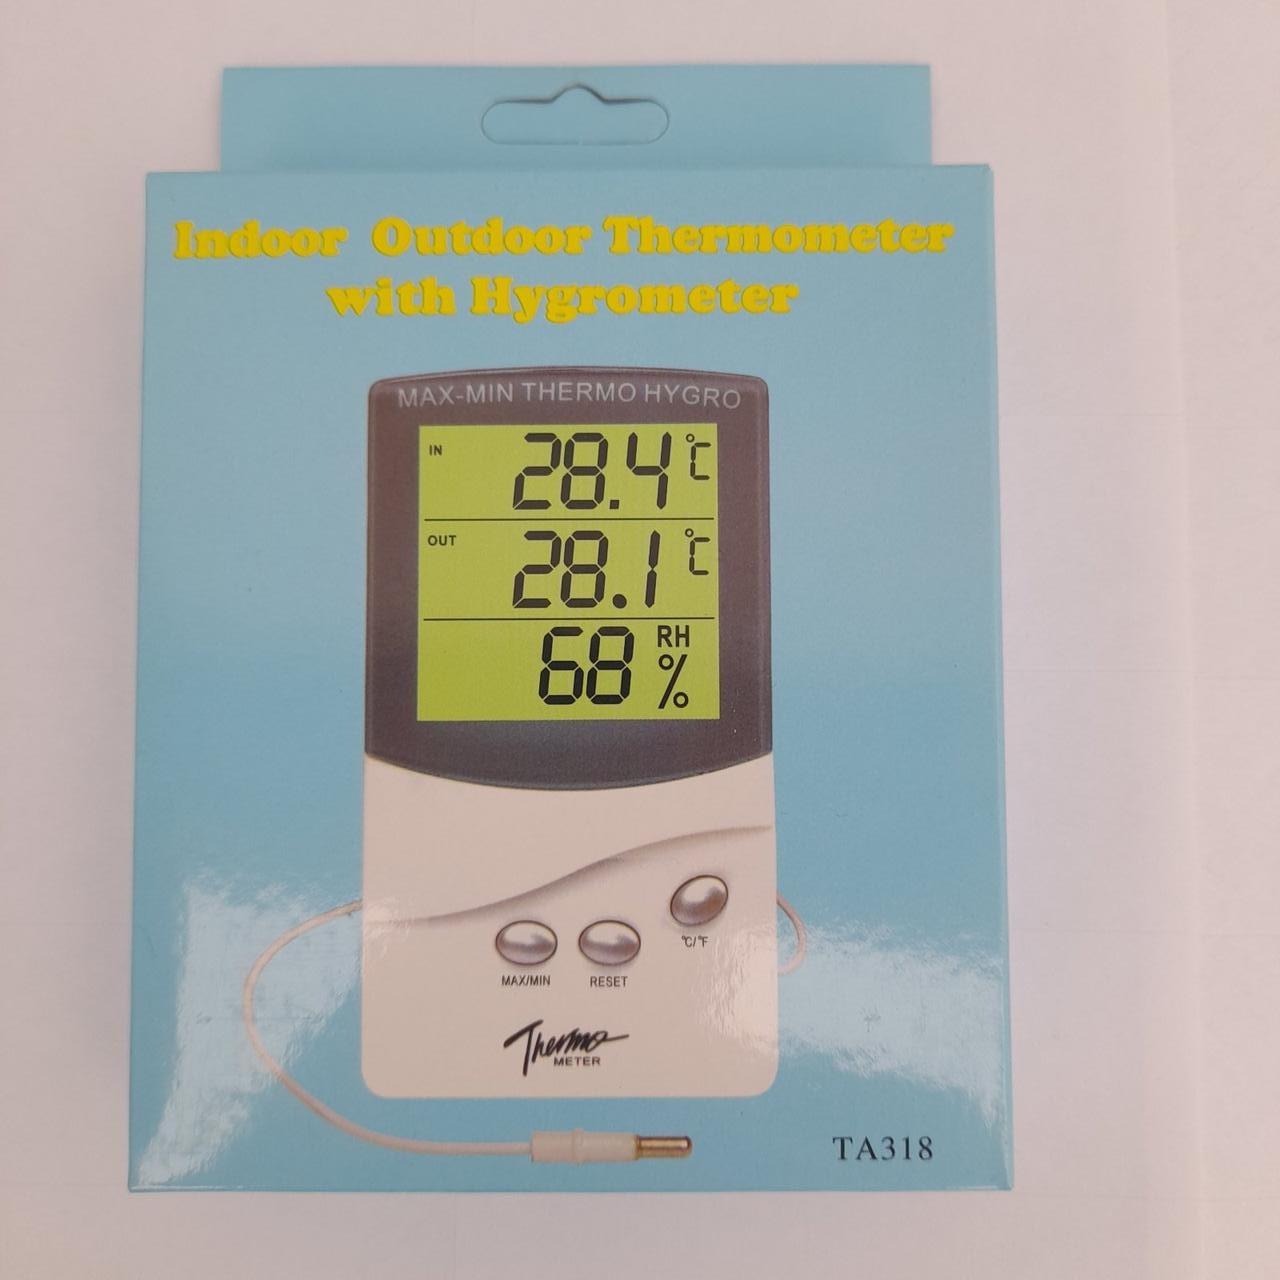 Indoor Outdoor Thermometer
with Hygrometer
MAX-MIN THERMO HYGRO
IN 28.4 °C
OUT 28.1 °C
68 RH %
°C/°F
MAX/MIN RESET
Thermo
METER
TA318